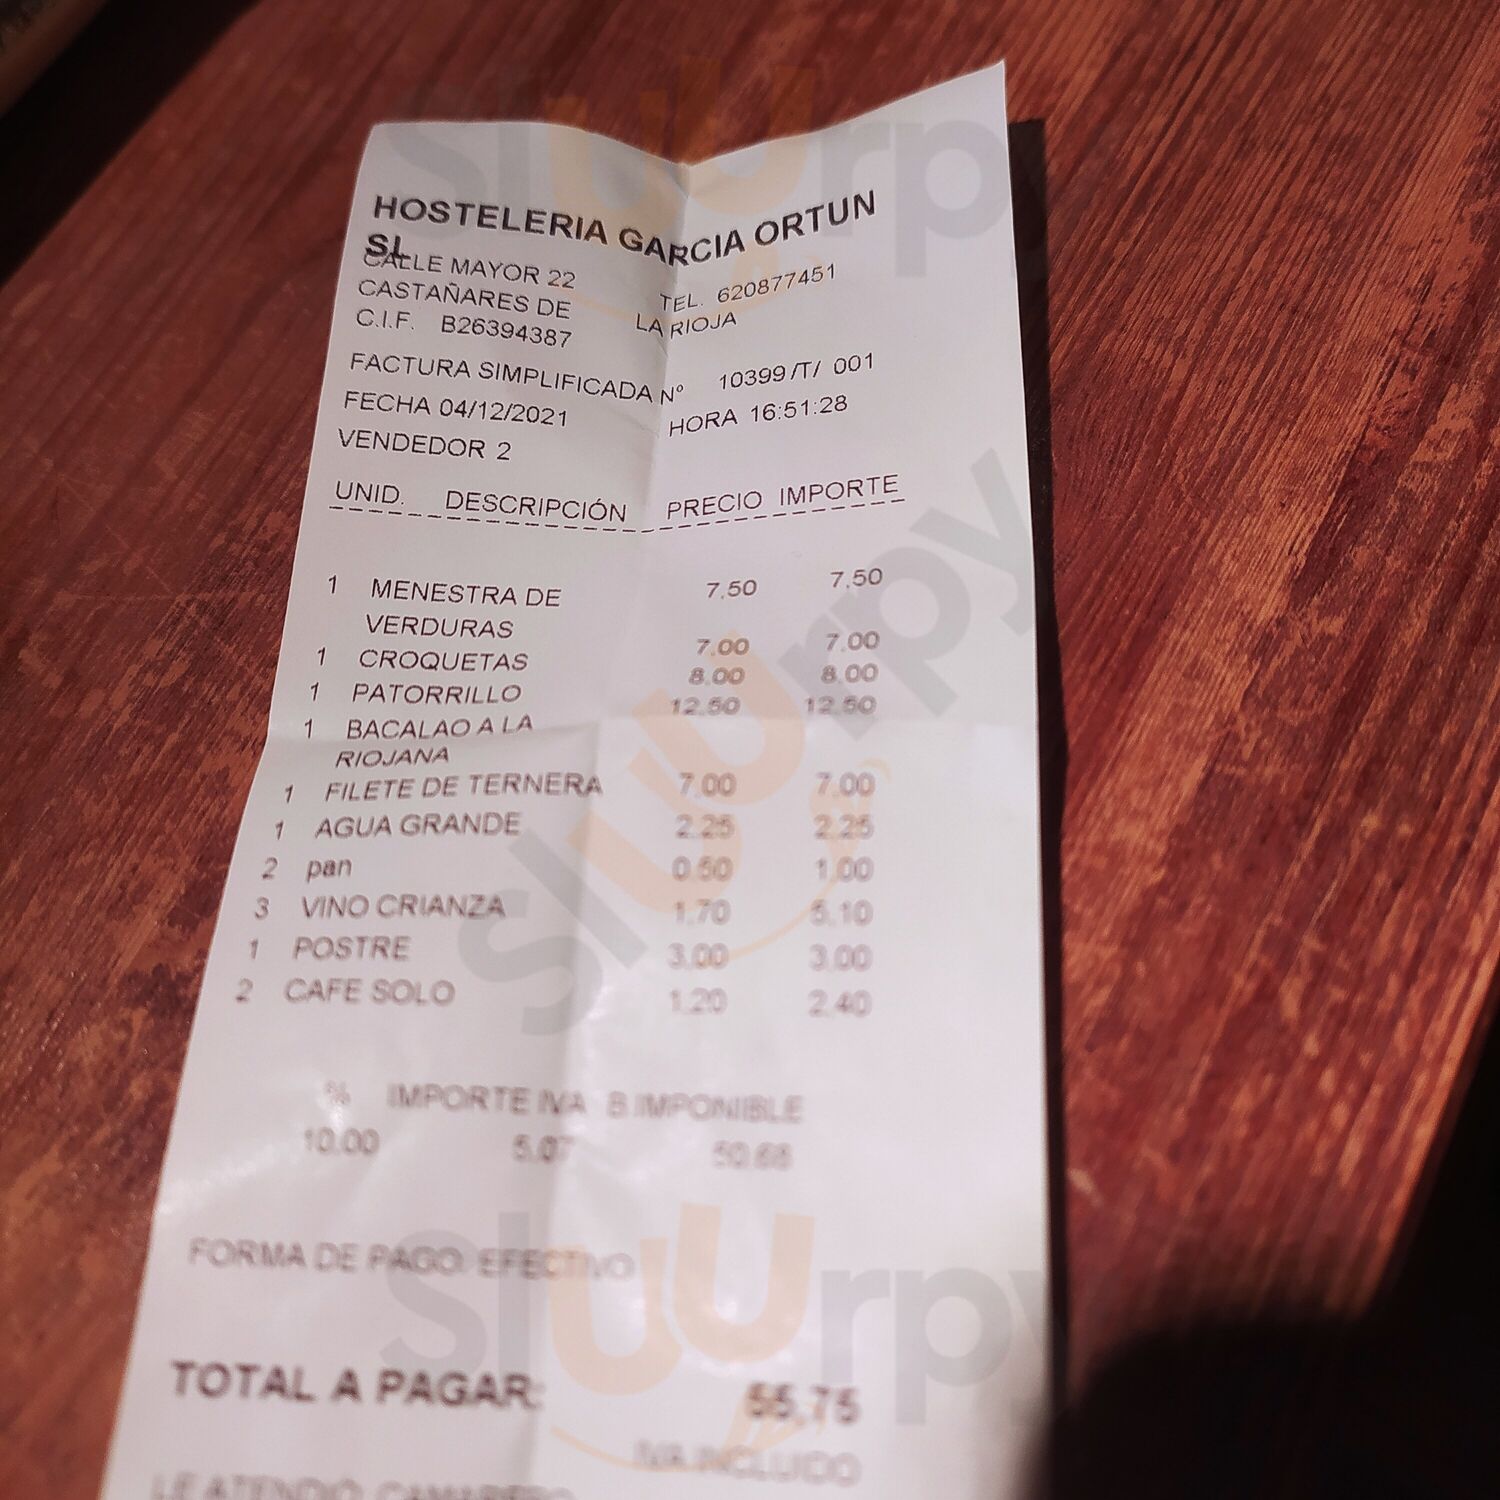 HOSTELERIA GARCIA ORTUN
SL
CALLE MAYOR 22 TEL. 620877451
CASTAÑARES DE LA RIOJA
C.I.F. B26394387
FACTURA SIMPLIFICADA Nº 10399 /T/ 001
FECHA 04/12/2021 HORA 16:51:28
VENDEDOR 2
UNID. DESCRIPCIÓN PRECIO IMPORTE
1 MENESTRA DE 7,50 7,50
VERDURAS
1 CROQUETAS 7,00 7,00
1 PATORRILLO 8,00 8,00
1 BACALAO A LA 12,50 12,50
RIOJANA
1 FILETE DE TERNERA 7,00 7,00
1 AGUA GRANDE 2,25 2,25
2 pan 0,50 1,00
3 VINO CRIANZA 1,70 5,10
1 POSTRE 3,00 3,00
2 CAFE SOLO 1,20 2,40
% IMPORTE IVA B.IMPONIBLE
10.00 5.07 50.68
FORMA DE PAGO: EFECTIVO
TOTAL A PAGAR: 55,75
IVA INCLUIDO
LE ATENDIO: CAMARERO
sluurpy
sluurpy
sluurpy